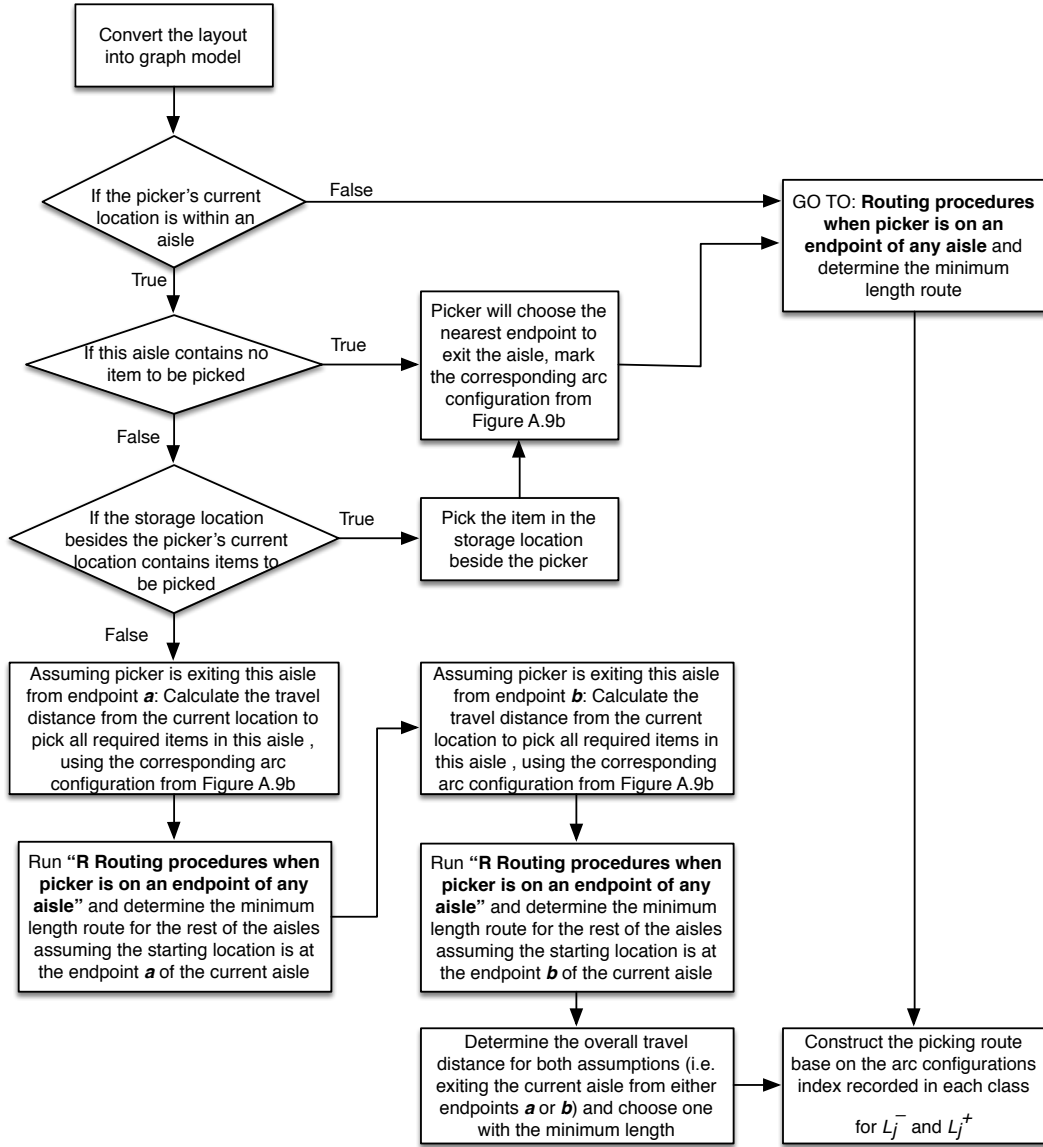 Convert the layout
into graph model
If the picker's current
location is within an
aisle
False
True
GO TO: Routing procedures
when picker is on an
endpoint of any aisle and
determine the minimum
length route
If this aisle contains no
item to be picked
True
False
Picker will choose the
nearest endpoint to
exit the aisle, mark
the corresponding arc
configuration from
Figure A.9b
If the storage location
besides the picker's current
location contains items to
be picked
True
False
Pick the item in the
storage location
beside the picker
Assuming picker is exiting this aisle
from endpoint a: Calculate the travel
distance from the current location to
pick all required items in this aisle ,
using the corresponding arc
configuration from Figure A.9b
Assuming picker is exiting this aisle
from endpoint b: Calculate the
travel distance from the current
location to pick all required items in
this aisle , using the corresponding
arc configuration from Figure A.9b
Run “R Routing procedures when
picker is on an endpoint of any
aisle” and determine the minimum
length route for the rest of the aisles
assuming the starting location is at
the endpoint a of the current aisle
Run “R Routing procedures when
picker is on an endpoint of any
aisle” and determine the minimum
length route for the rest of the aisles
assuming the starting location is at
the endpoint b of the current aisle
Determine the overall travel
distance for both assumptions (i.e.
exiting the current aisle from either
endpoints a or b) and choose one
with the minimum length
Construct the picking route
base on the arc configurations
index recorded in each class
for Lj⁻ and Lj⁺